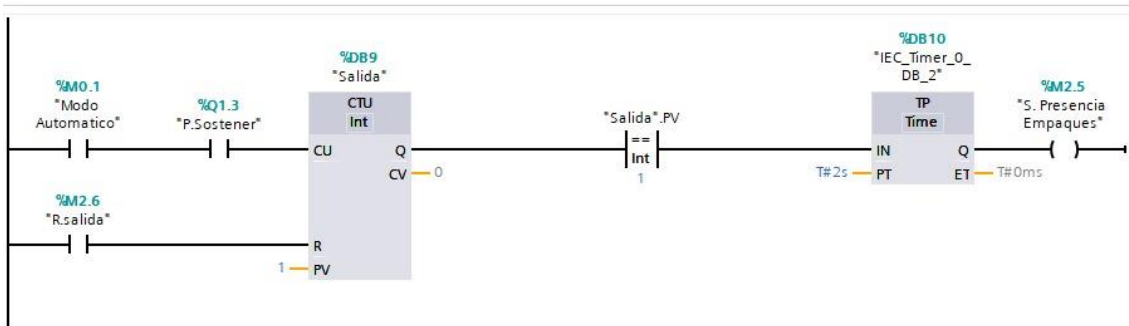 %M0.1
"Modo
Automatico"
%Q1.3
"P.Sostener"
%DB9
"Salida"
CTU
Int
CU
Q
CV
0
"Salida".PV
==
Int
1
%DB10
"IEC_Timer_0_
DB_2"
TP
Time
IN
Q
T#2s
PT
ET
T#0ms
%M2.5
"S. Presencia
Empaques"
%M2.6
"R.salida"
R
1
PV